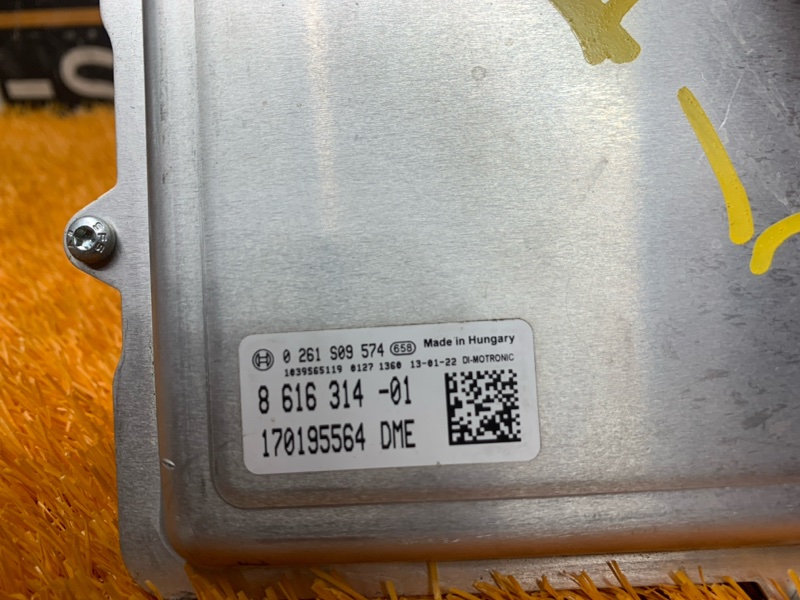 0 261 S09 574 658 Made in Hungary
1039S65119 0127 1360 13-01-22 DI-MOTRONIC
8 616 314 -01
170195564 DME